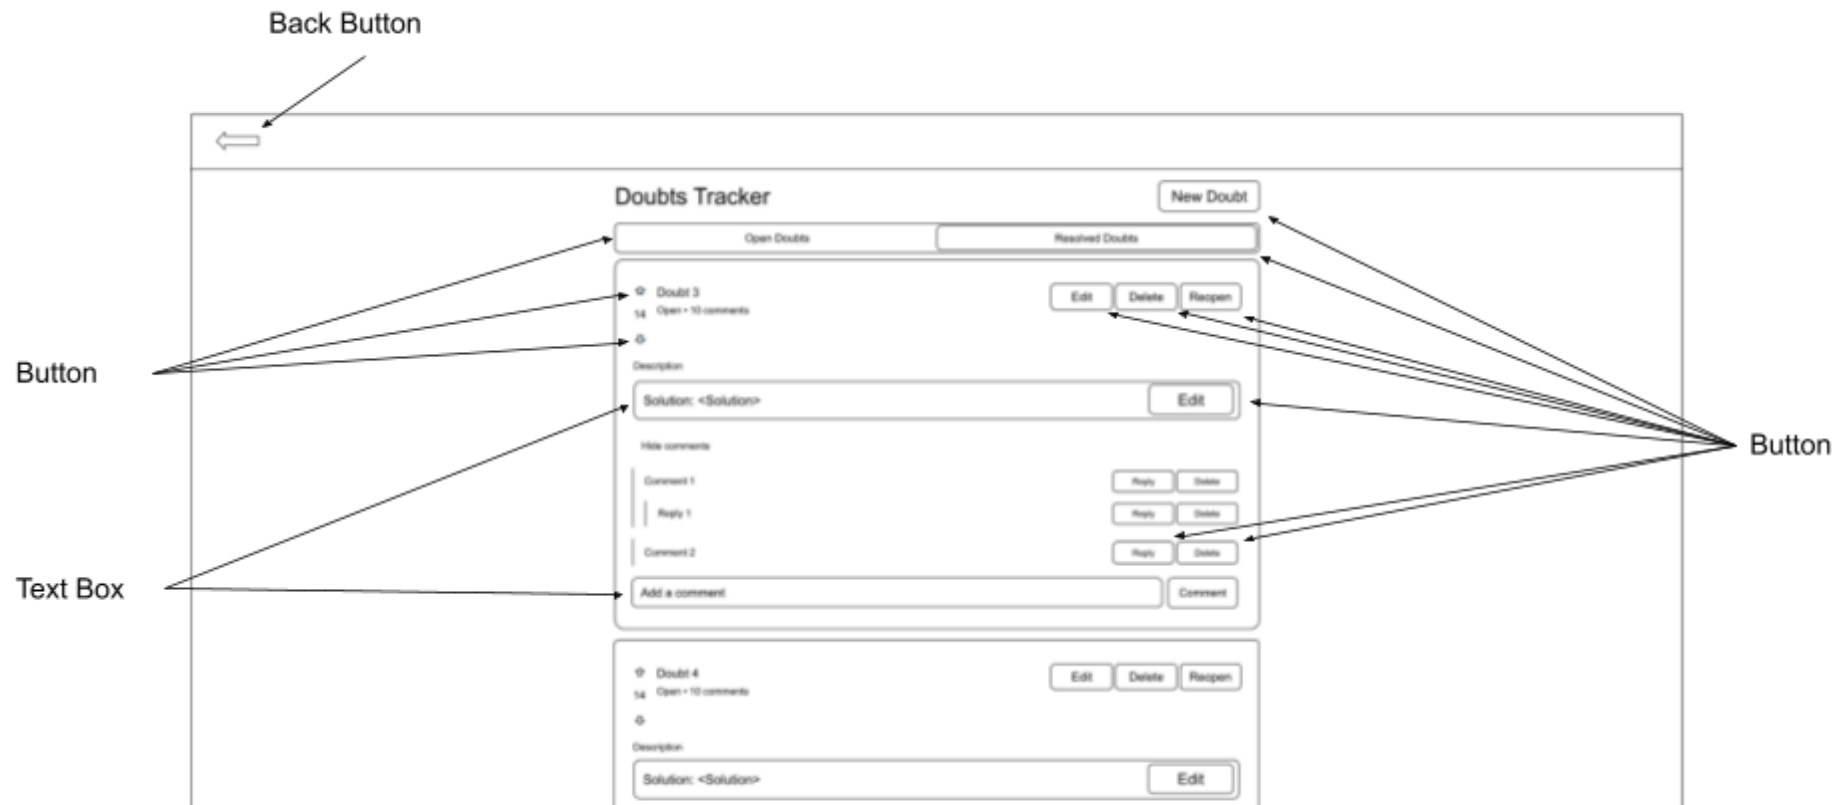 Back Button
Doubts Tracker
New Doubt
Open Doubts
Resolved Doubts
Doubt 3
Edit
Delete
Reopen
14
Open • 10 comments
Button
Description
Solution: <Solution>
Edit
Hide comments
Button
Comment 1
Reply
Delete
Reply 1
Reply
Delete
Comment 2
Reply
Delete
Text Box
Add a comment
Comment
Doubt 4
Edit
Delete
Reopen
14
Open • 10 comments
Description
Solution: <Solution>
Edit